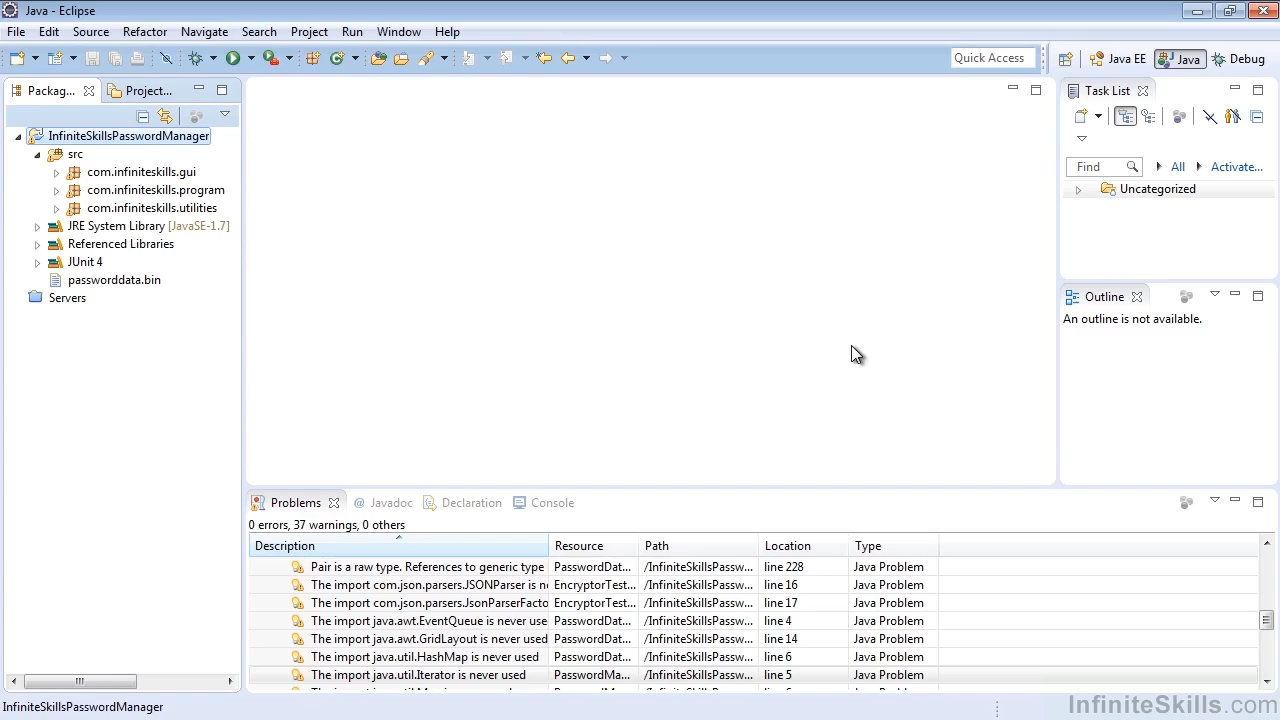 Java - Eclipse
File Edit Source Refactor Navigate Search Project Run Window Help
Quick Access Java EE Java Debug
Packag... Project... Task List
InfiniteSkillsPasswordManager
src
com.infiniteskills.gui
com.infiniteskills.program
com.infiniteskills.utilities
JRE System Library [JavaSE-1.7]
Referenced Libraries
JUnit 4
passworddata.bin
Servers
Find All Activate...
Uncategorized
Outline
An outline is not available.
Problems @ Javadoc Declaration Console
0 errors, 37 warnings, 0 others
Description Resource Path Location Type
Pair is a raw type. References to generic type PasswordDat... /InfiniteSkillsPassw... line 228 Java Problem
The import com.json.parsers.JSONParser is ne EncryptorTest... /InfiniteSkillsPassw... line 16 Java Problem
The import com.json.parsers.JsonParserFacto EncryptorTest... /InfiniteSkillsPassw... line 17 Java Problem
The import java.awt.EventQueue is never use PasswordDat... /InfiniteSkillsPassw... line 4 Java Problem
The import java.awt.GridLayout is never used PasswordDat... /InfiniteSkillsPassw... line 14 Java Problem
The import java.util.HashMap is never used PasswordDat... /InfiniteSkillsPassw... line 6 Java Problem
The import java.util.Iterator is never used PasswordMa... /InfiniteSkillsPassw... line 5 Java Problem
InfiniteSkillsPasswordManager
InfiniteSkills.com